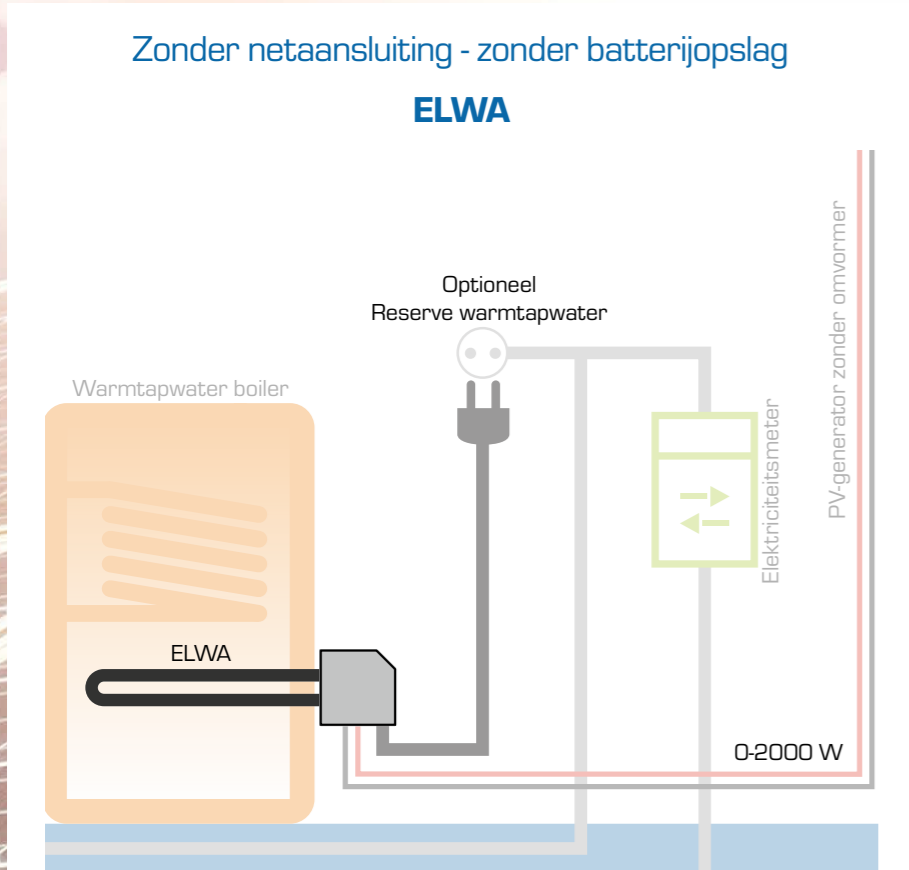 Zonder netaansluiting - zonder batterijopslag
ELWA
Optioneel
Reserve warmtapwater
Warmtapwater boiler
Elektriciteitsmeter
PV-generator zonder omvormer
ELWA
0-2000 W